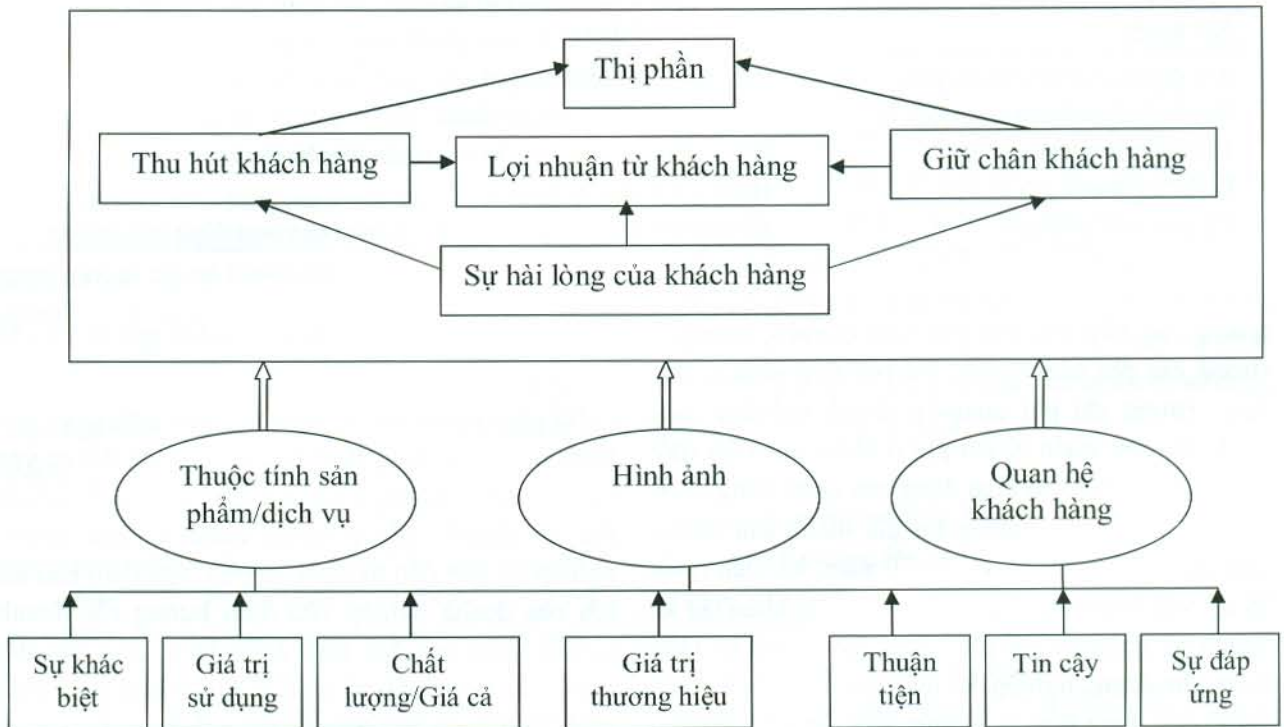 Thị phần
Thu hút khách hàng
Lợi nhuận từ khách hàng
Giữ chân khách hàng
Sự hài lòng của khách hàng
Thuộc tính sản
phẩm/dịch vụ
Hình ảnh
Quan hệ
khách hàng
Sự khác
biệt
Giá trị
sử dụng
Chất
lượng/Giá cả
Giá trị
thương hiệu
Thuận
tiện
Tin cậy
Sự đáp
ứng